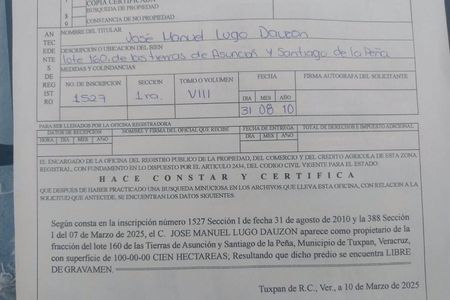 COPIA CERTIFICADA
BUSQUEDA DE PROPIEDAD
CONSTANCIA DE NO PROPIEDAD
ANTECEDENTES DE REGISTRO
NOMBRE DEL TITULAR
José Manuel Lugo Dauzon
DESCRIPCION O UBICACION DEL BIEN
lote 160. de las tierras de Asunción y Santiago de la Peña
MEDIDAS Y COLINDANCIAS
NO. DE INSCRIPCION SECCION TOMO O VOLUMEN FECHA FIRMA AUTOGRAFA DEL SOLICITANTE
1527 1ra. VIII DIA MES AÑO
31 08 10
PARA SER LLENADOS POR LA OFICINA REGISTRADORA
DATOS DE RECEPCION NOMBRE Y FIRMA DEL OFICIAL QUE RECIBE FECHA DE ENTREGA TOTAL DE DERECHOS E IMPUESTO ADICIONAL
HORA DIA MES AÑO DIA MES AÑO
EL ENCARGADO DE LA OFICINA DEL REGISTRO PUBLICO DE LA PROPIEDAD, DEL COMERCIO Y DEL CREDITO AGRICOLA DE ESTA ZONA
REGISTRAL, CON FUNDAMENTO EN LO DISPUESTO POR EL ARTICULO 2434, DEL CODIGO CIVIL VIGENTE PARA EL ESTADO.
HACE CONSTAR Y CERTIFICA
QUE DESPUES DE HABER PRACTICADO UNA BUSQUEDA MINUCIOSA EN LOS ARCHIVOS QUE LLEVA ESTA OFICINA, CON RELACION A LA
SOLICITUD QUE ANTECEDE, SE ENCUENTRAN LOS DATOS SIGUIENTES.
Según consta en la inscripción número 1527 Sección I de fecha 31 de agosto de 2010 y la 388 Sección
I del 07 de Marzo de 2025, el C. JOSE MANUEL LUGO DAUZON aparece como propietario de la
fracción del lote 160 de las Tierras de Asunción y Santiago de la Peña, Municipio de Tuxpan, Veracruz,
con superficie de 100-00-00 CIEN HECTAREAS; Resultando que dicho predio se encuentra LIBRE
DE GRAVAMEN.
Tuxpan de R.C., Ver., a 10 de Marzo de 2025